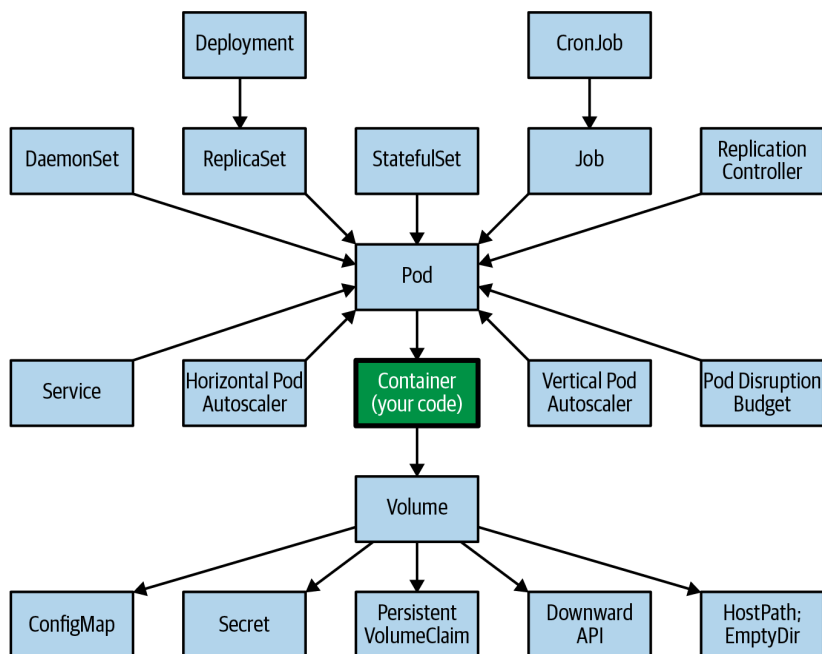 Deployment
CronJob
DaemonSet
ReplicaSet
StatefulSet
Job
Replication
Controller
Pod
Service
Horizontal Pod
Autoscaler
Container
(your code)
Vertical Pod
Autoscaler
Pod Disruption
Budget
Volume
ConfigMap
Secret
Persistent
VolumeClaim
Downward
API
HostPath;
EmptyDir